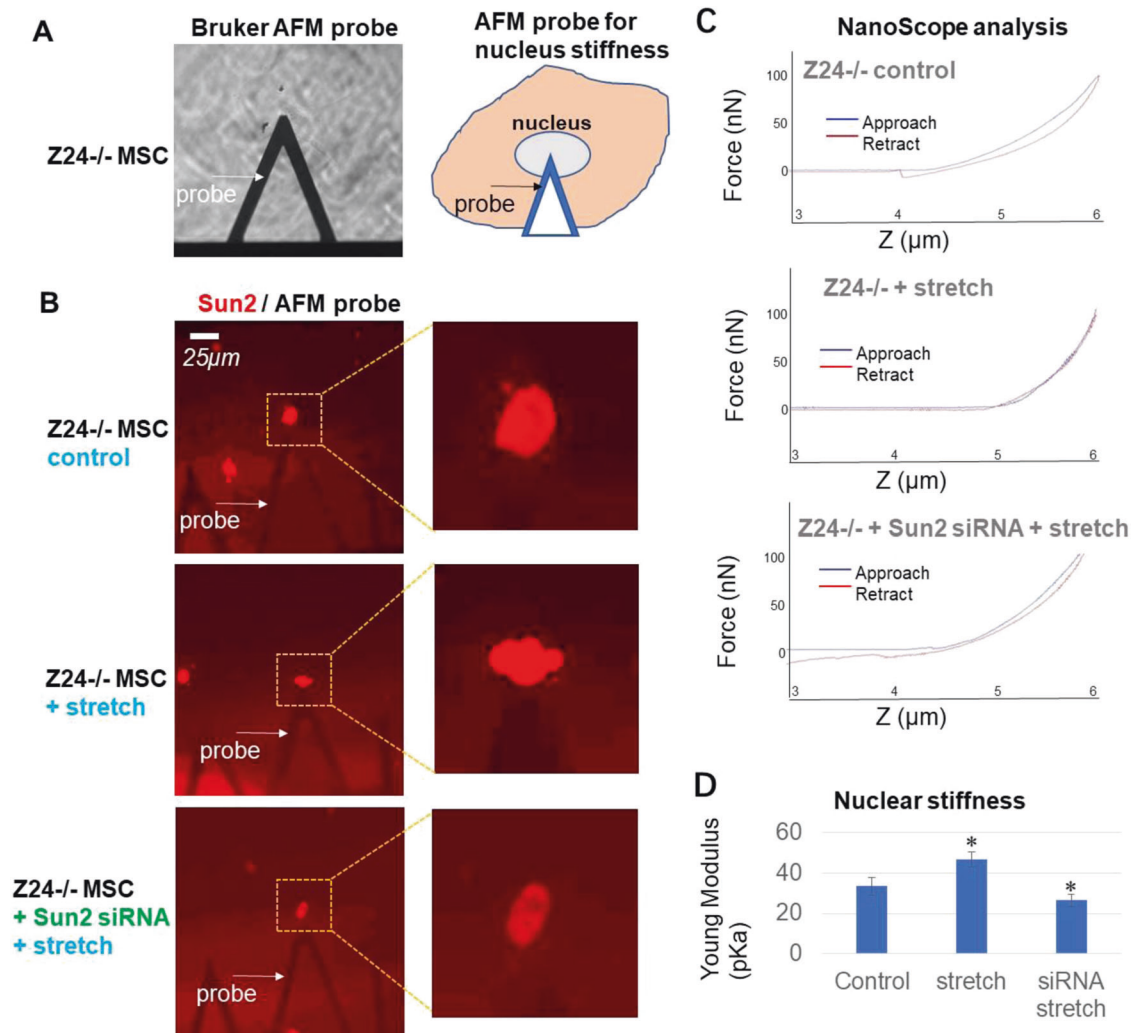 A
Bruker AFM probe
Z24-/- MSC
probe
AFM probe for
nucleus stiffness
nucleus
probe
B
Sun2 / AFM probe
25µm
Z24-/- MSC
control
probe
Z24-/- MSC
+ stretch
probe
Z24-/- MSC
+ Sun2 siRNA
+ stretch
probe
C
NanoScope analysis
Z24-/- control
Approach
Retract
Force (nN)
100
50
0
3 4 5 6
Z (µm)
Z24-/- + stretch
Approach
Retract
Force (nN)
100
50
0
3 4 5 6
Z (µm)
Z24-/- + Sun2 siRNA + stretch
Approach
Retract
Force (nN)
100
50
0
3 4 5 6
Z (µm)
D
Nuclear stiffness
Young Modulus
(pKa)
60
40
20
0
*
*
Control stretch siRNA
stretch